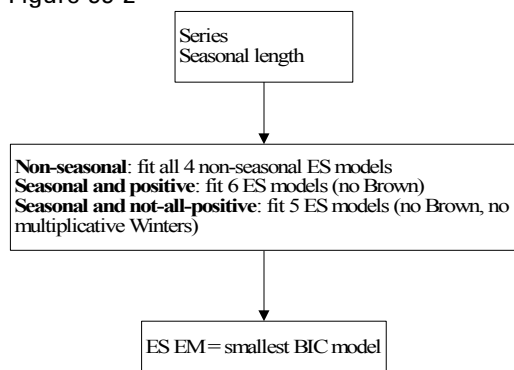 Figure
Series
Seasonal length
Non-seasonal: fit all 4 non-seasonal ES models
Seasonal and positive: fit 6 ES models (no Brown)
Seasonal and not-all-positive: fit 5 ES models (no Brown, no
multiplicative Winters)
ES EM = smallest BIC model